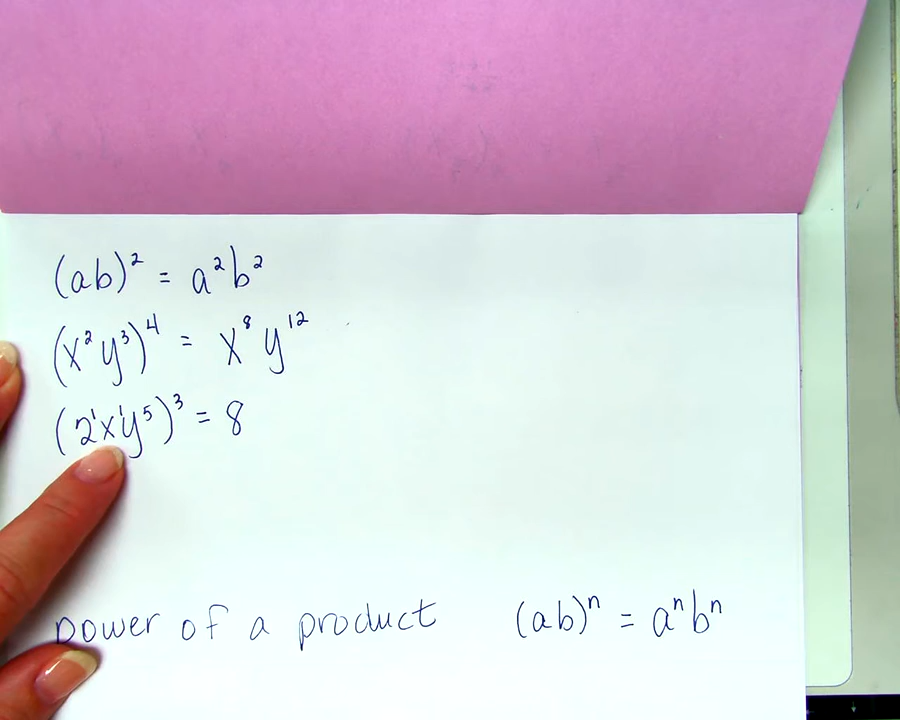 (ab)² = a²b²
(x²y³)⁴ = x⁸y¹²
(2¹x¹y⁵)³ = 8
power of a product (ab)ⁿ = aⁿbⁿ